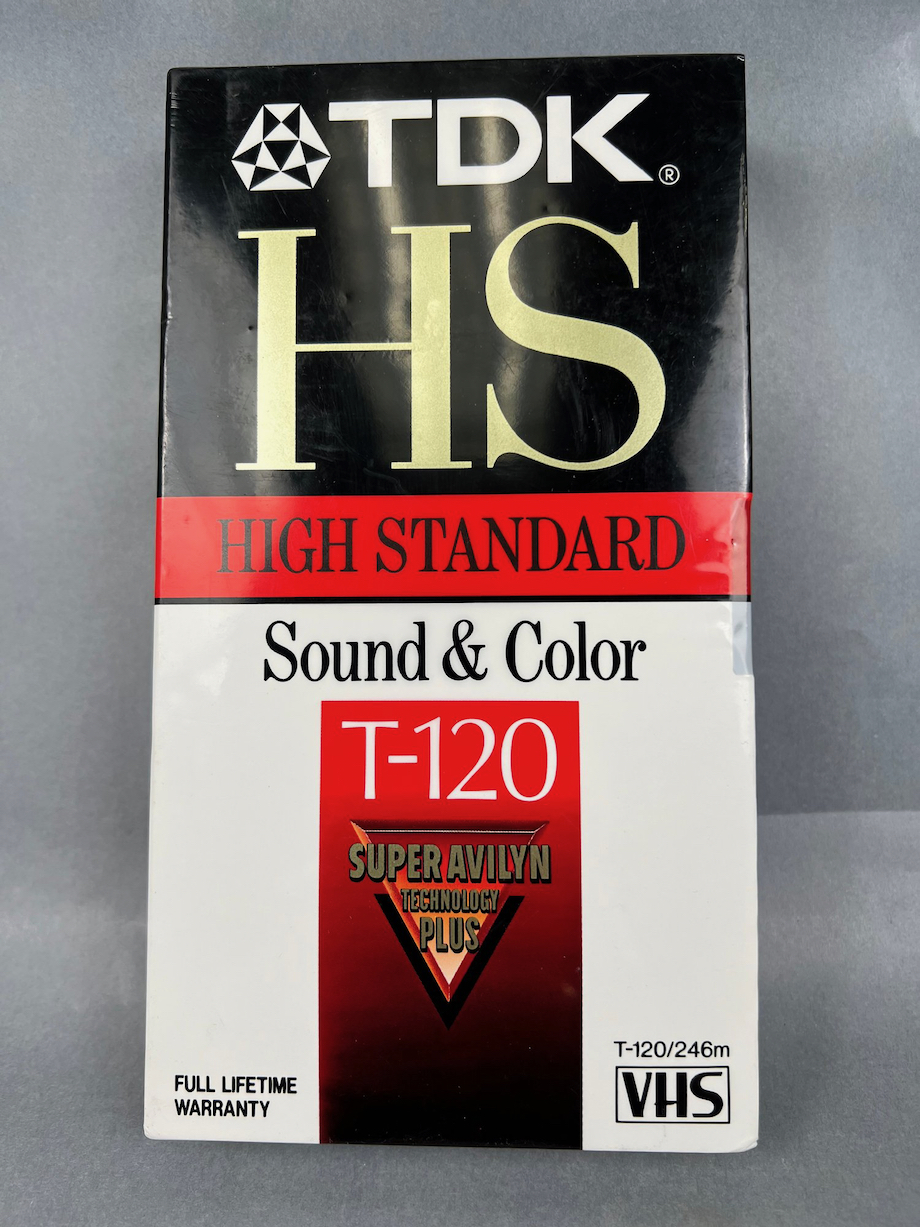 TDK®
HS
HIGH STANDARD
Sound & Color
T-120
SUPER AVILYN
TECHNOLOGY
PLUS
T-120/246m
VHS
FULL LIFETIME
WARRANTY